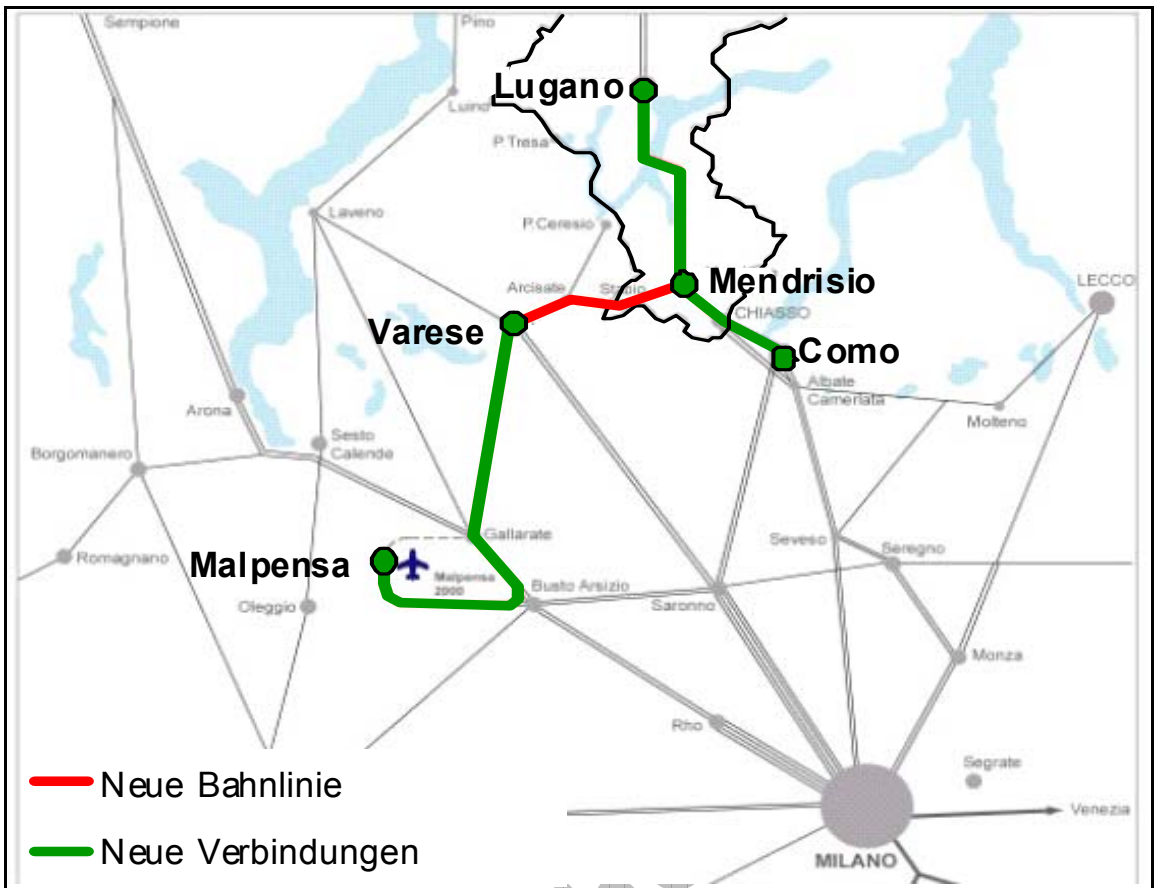 Sempione
Pino
Lugano
Luino
P.Tresa
Laveno
P.Ceresio
Arcisate
Stabio
Mendrisio
LECCO
CHIASSO
Varese
Como
Albate
Camerlata
Molteno
Arona
Sesto
Calende
Borgomanero
Gallarate
Seveso
Seregno
Romagnano
Malpensa
Malpensa
2000
Busto Arsizio
Oleggio
Saronno
Monza
Rho
Segrate
Neue Bahnlinie
Venezia
Neue Verbindungen
MILANO